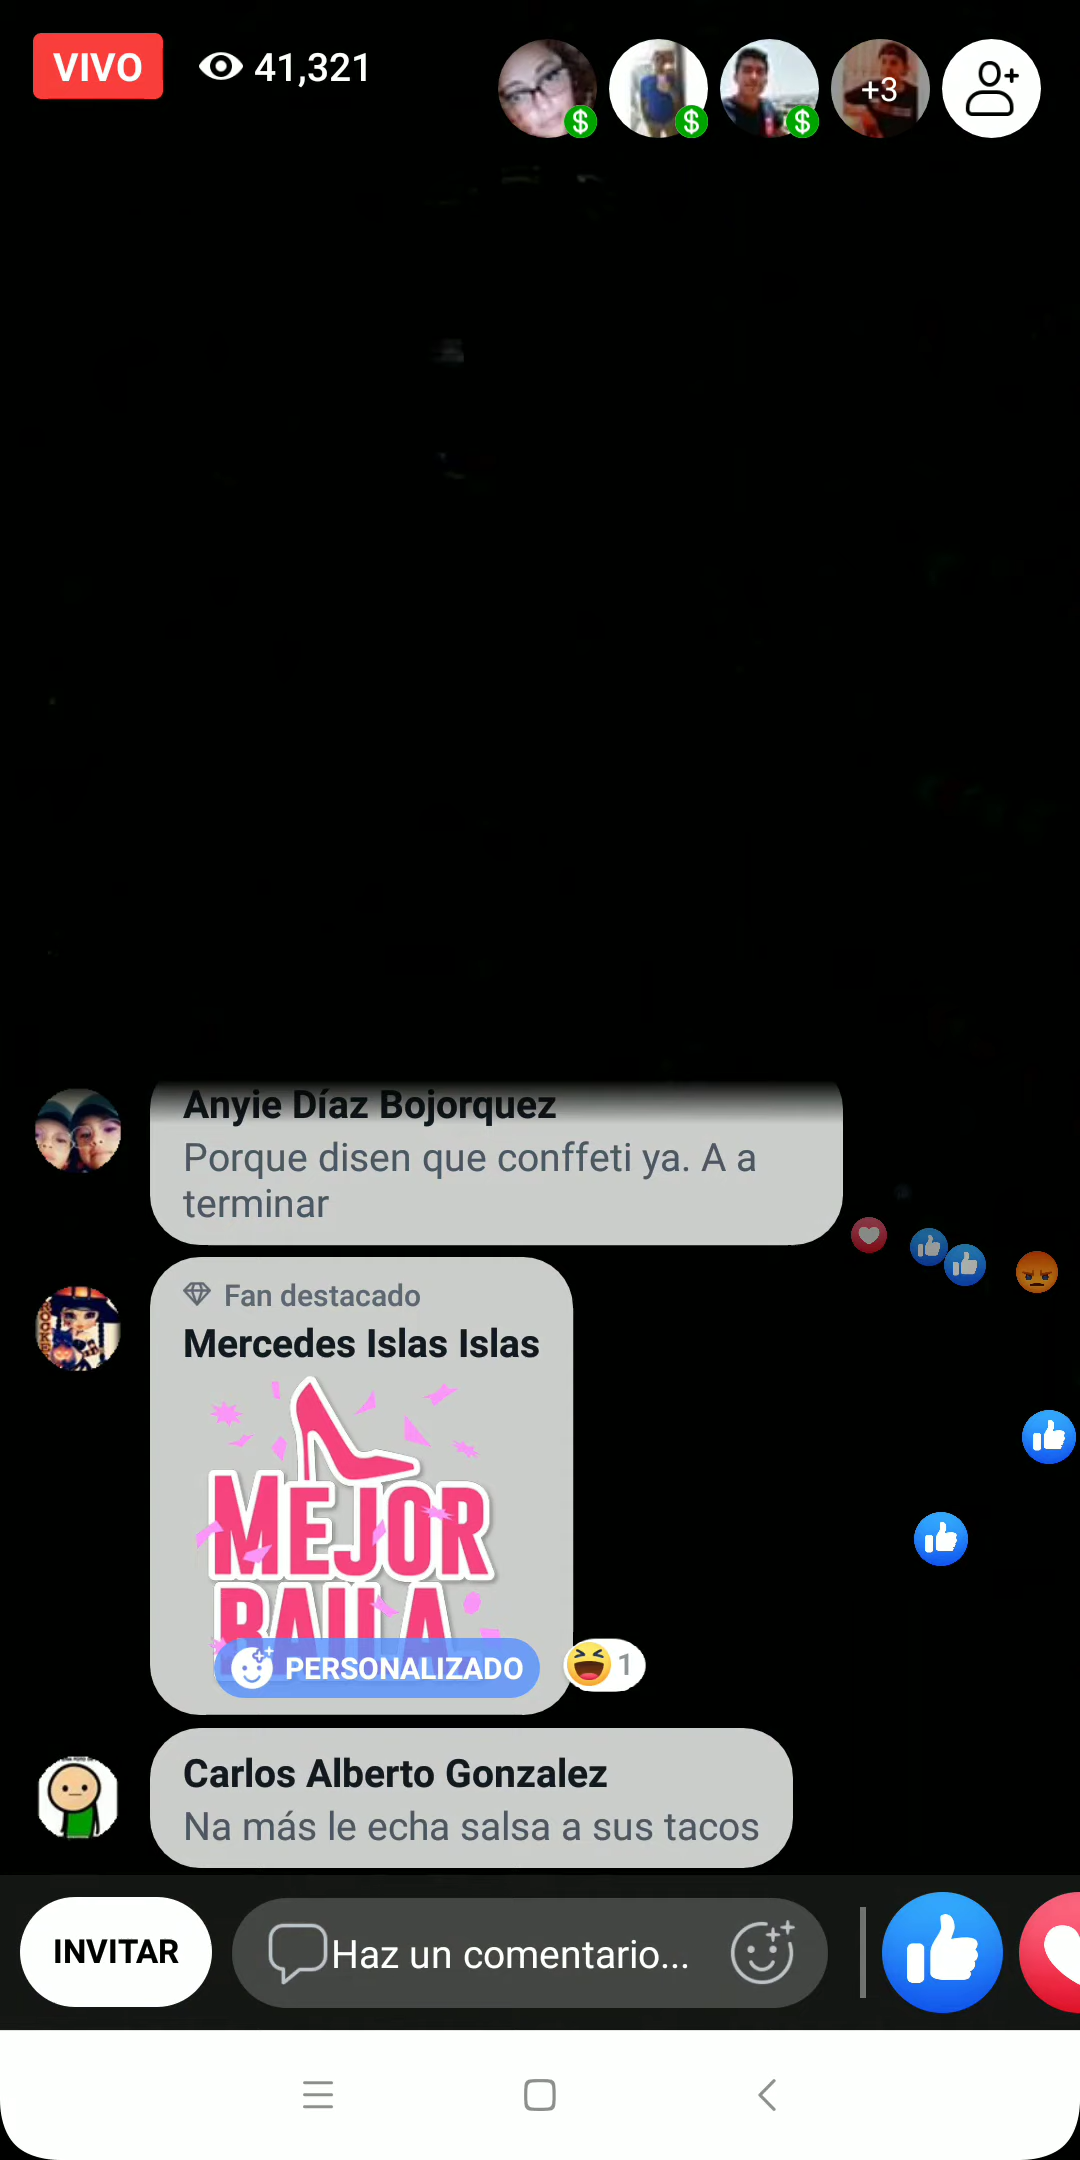 VIVO
41,321
+3
Anyie Díaz Bojorquez
Porque disen que conffeti ya. A a
terminar
Fan destacado
Mercedes Islas Islas
MEJOR
BAILA
PERSONALIZADO
1
Carlos Alberto Gonzalez
Na más le echa salsa a sus tacos
INVITAR
Haz un comentario...